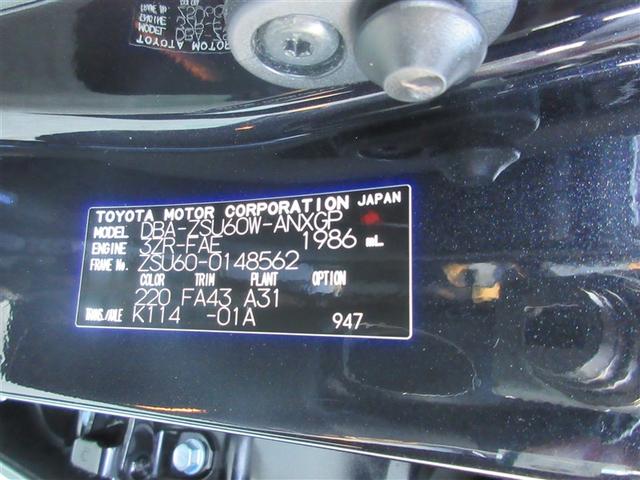 TOYOTA MOTOR CORPORATION JAPAN
MODEL DBA-ZSU60W-ANXGP
ENGINE 3ZR-FAE 1986 mL
FRAME No. ZSU60-0148562
COLOR TRIM PLANT OPTION
220 FA43 A31
TRANS./AXLE K114 -01A 947